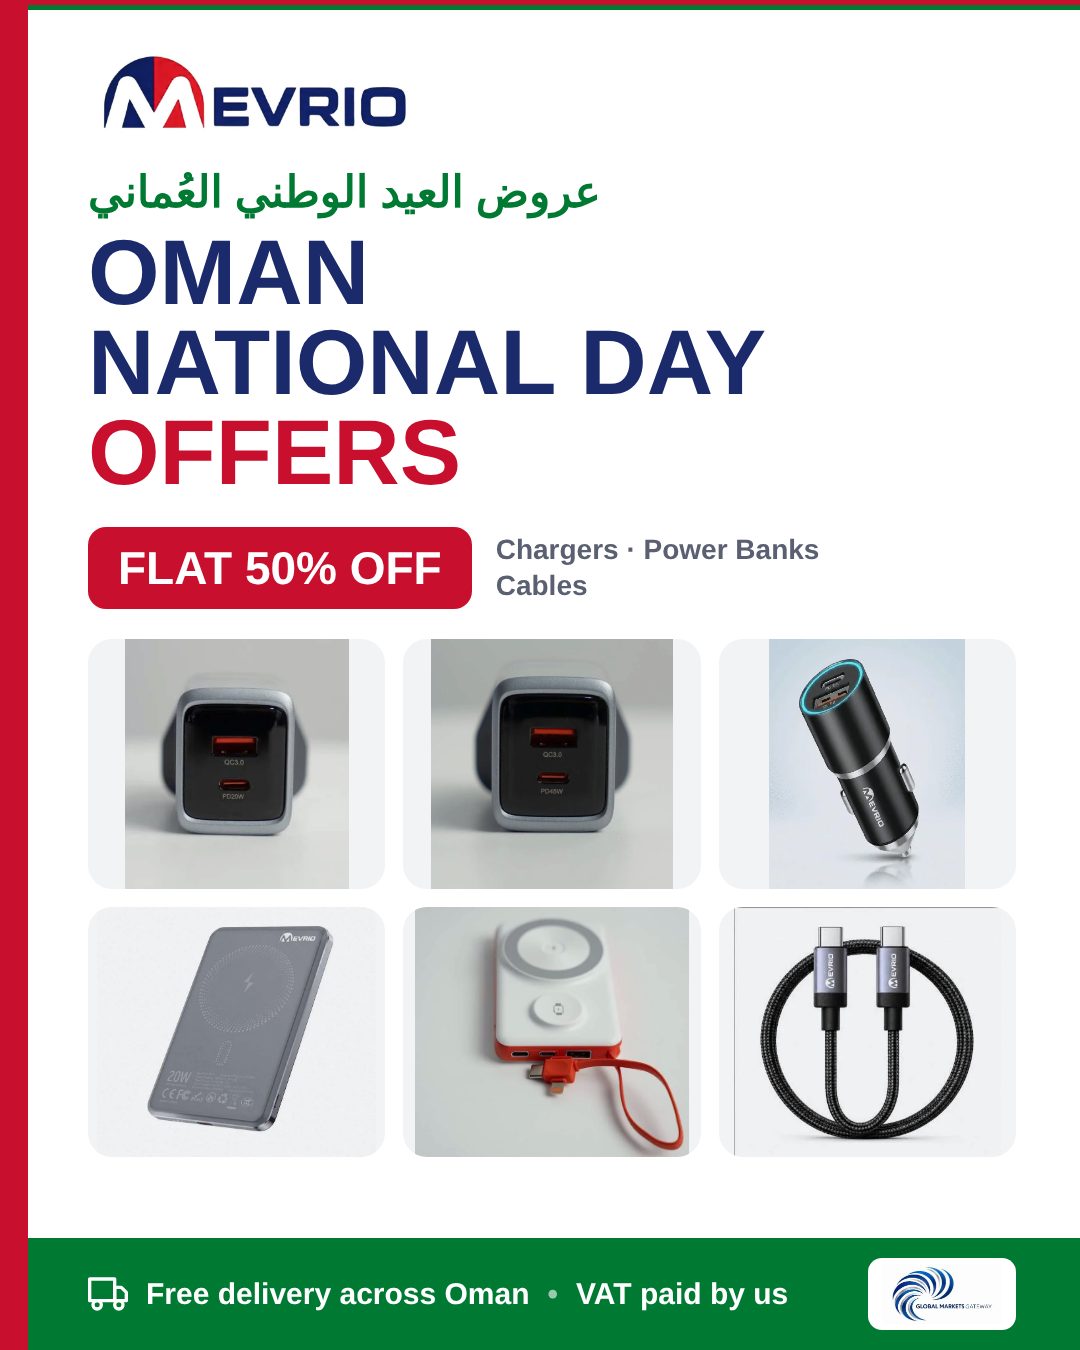 MEVRIO
عروض العيد الوطني العُماني
OMAN
NATIONAL DAY
OFFERS
FLAT 50% OFF
Chargers · Power Banks
Cables
QC3.0
PD20W
QC3.0
PD45W
MEVRIO
MEVRIO
20W
MEVRIO
MEVRIO
Free delivery across Oman • VAT paid by us
GLOBAL MARKETS GATEWAY